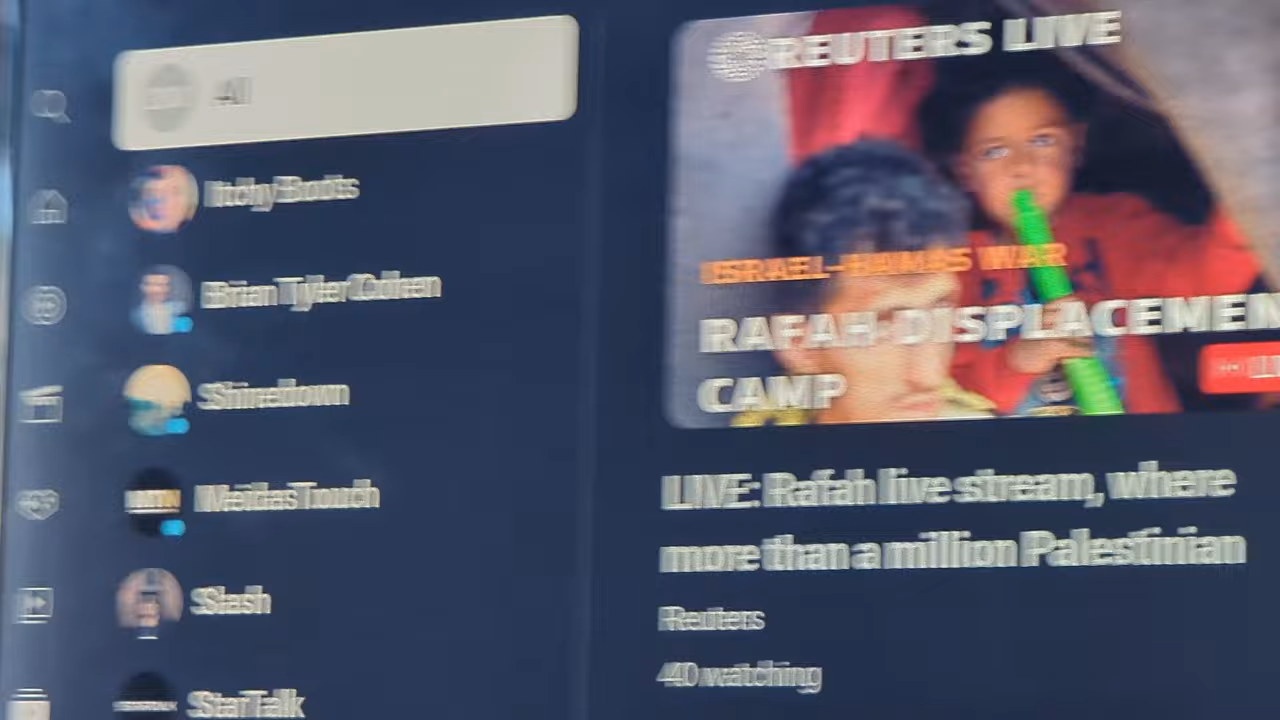 All
Itchy Boots
Brian Tyler Cohen
Shinedown
MeidasTouch
Slash
StarTalk
REUTERS LIVE
ISRAEL-HAMAS WAR
RAFAH DISPLACEMEN
CAMP
LIVE: Rafah live stream, where
more than a million Palestinian
Reuters
40 watching